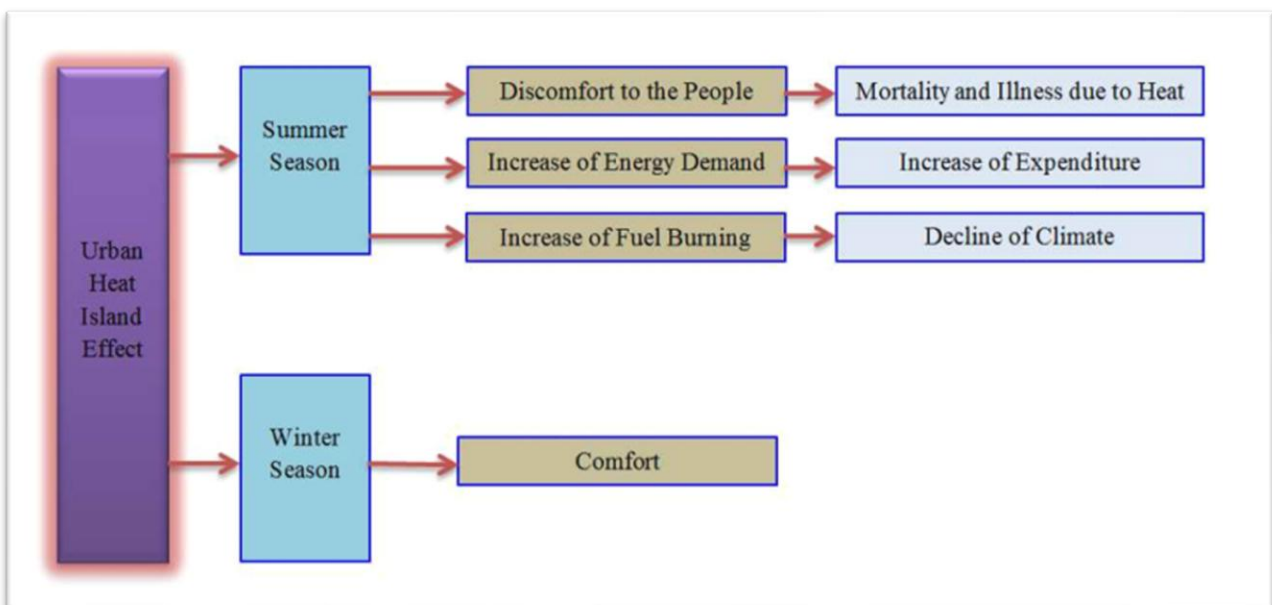 Urban
Heat
Island
Effect
Summer
Season
Discomfort to the People
Mortality and Illness due to Heat
Increase of Energy Demand
Increase of Expenditure
Increase of Fuel Burning
Decline of Climate
Winter
Season
Comfort